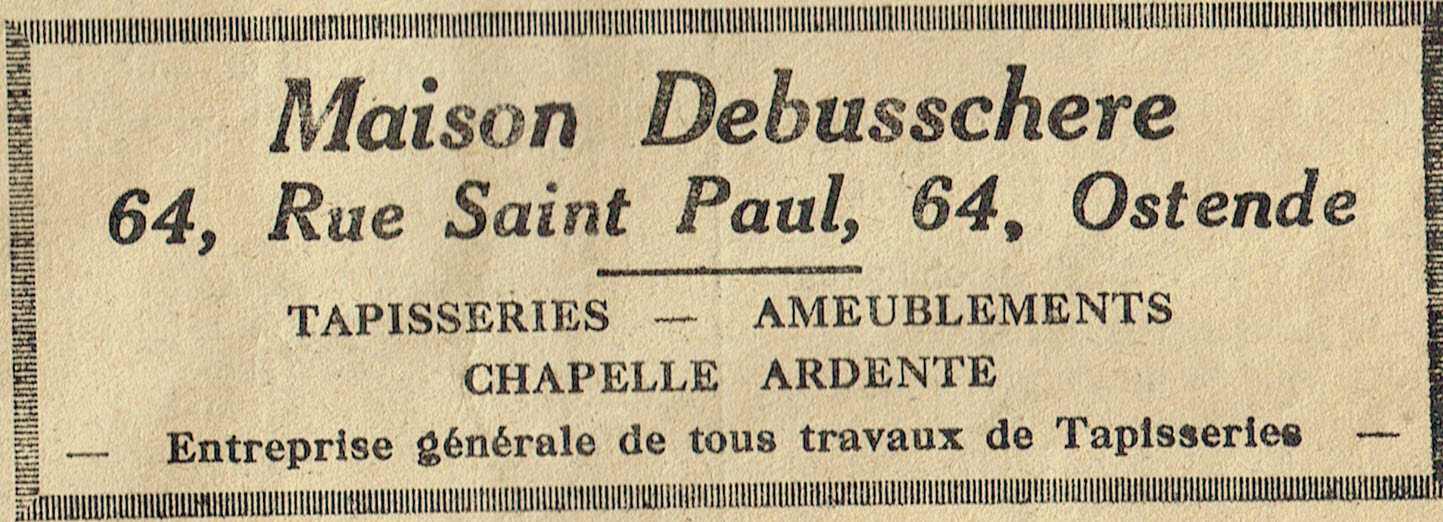 Maison Debusschere
64, Rue Saint Paul, 64, Ostende
TAPISSERIES — AMEUBLEMENTS
CHAPELLE ARDENTE
— Entreprise générale de tous travaux de Tapisseries —